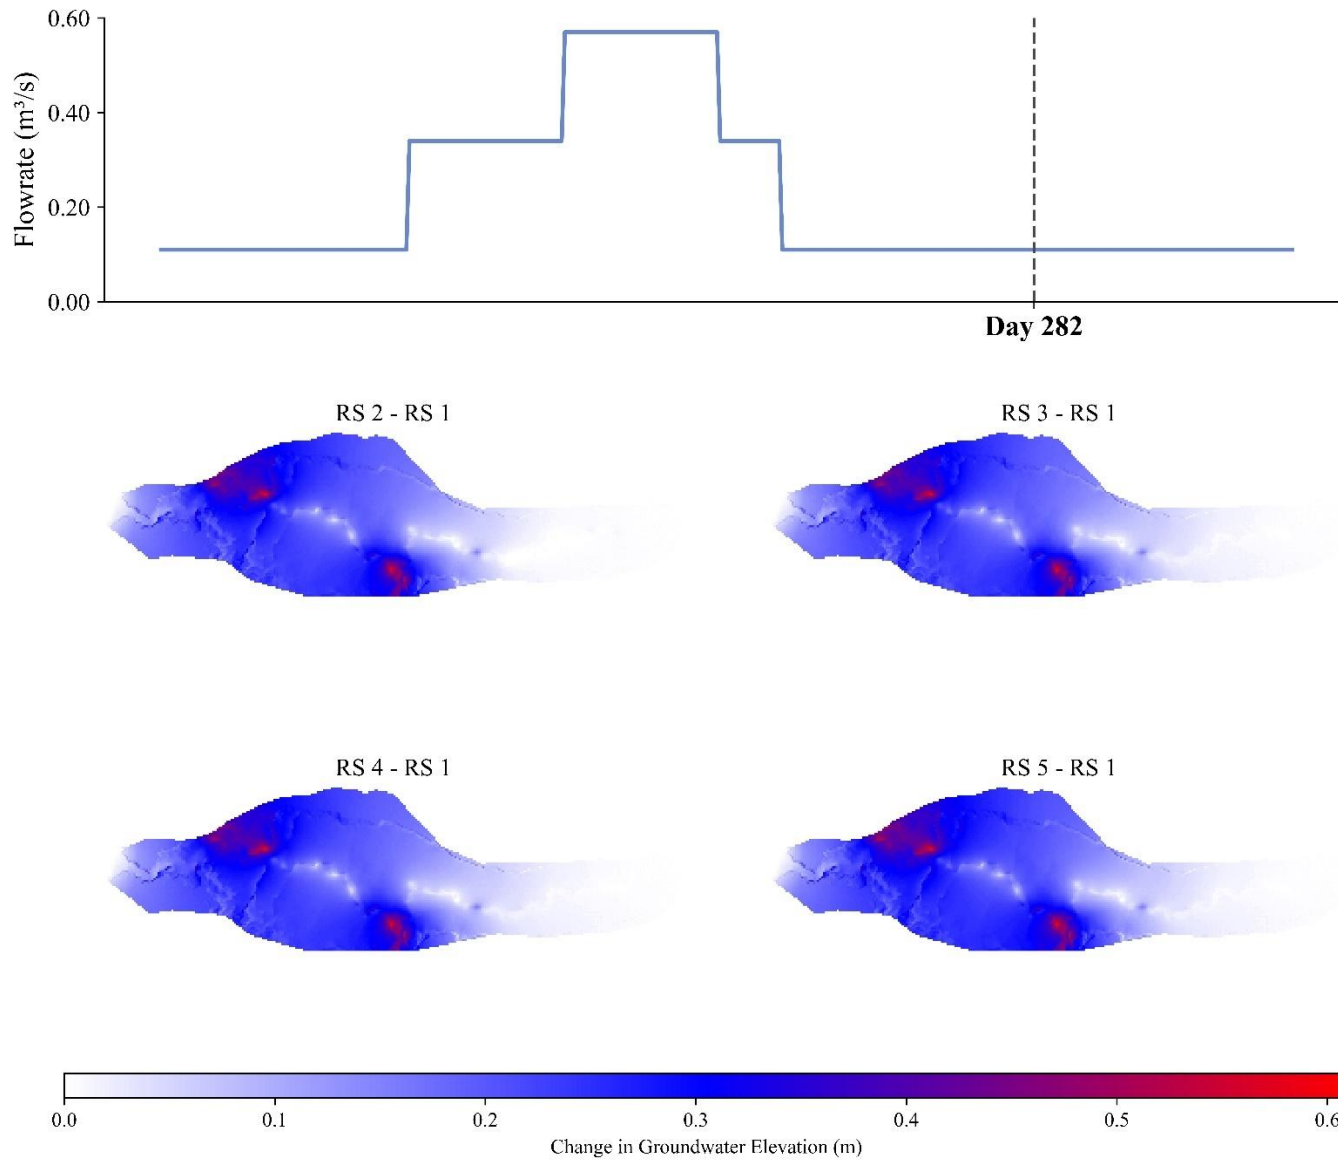 0.60
0.40
0.20
0.00
Flowrate (m³/s)
Day 282
RS 2 - RS 1
RS 3 - RS 1
RS 4 - RS 1
RS 5 - RS 1
0.0 0.1 0.2 0.3 0.4 0.5 0.6
Change in Groundwater Elevation (m)